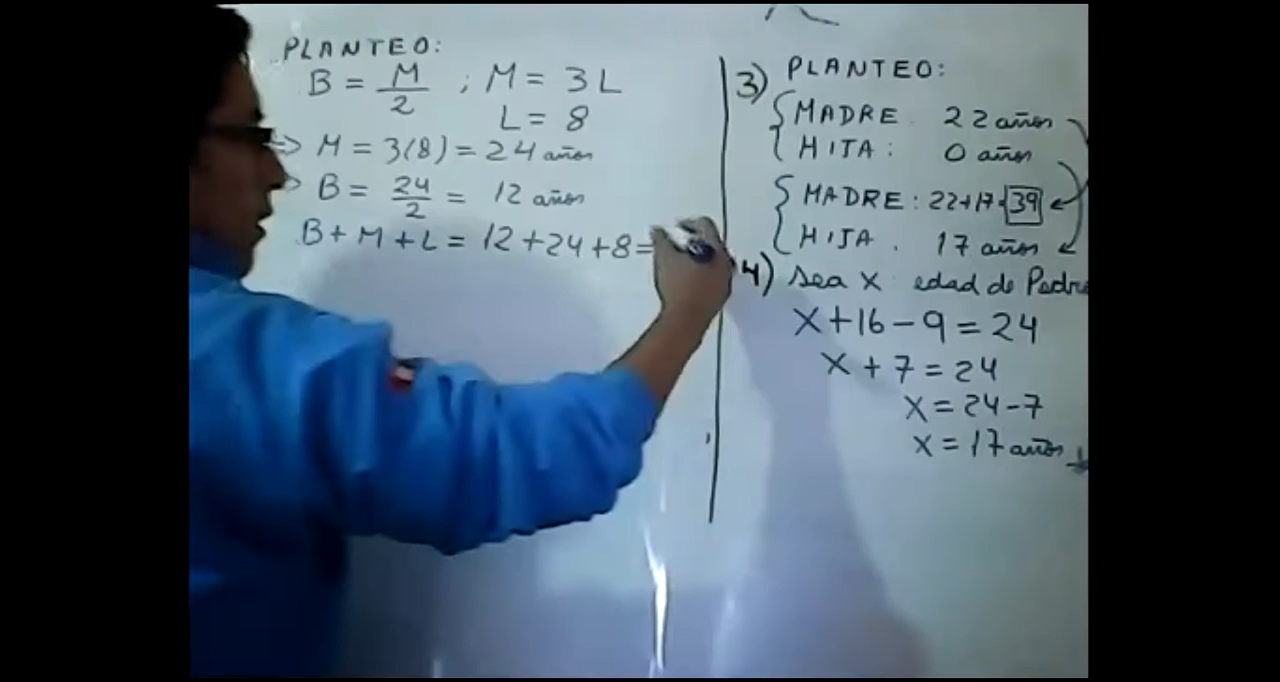 PLANTEO:
B = M/2 ; M = 3L
L = 8
=> M = 3(8) = 24 años
> B = 24/2 = 12 años
B + M + L = 12 + 24 + 8 =
3) PLANTEO:
{ MADRE: 22 años
HIJA: 0 años
{ MADRE: 22+17= 39
HIJA. 17 años
4) sea x: edad de Pedro
x + 16 - 9 = 24
x + 7 = 24
x = 24 - 7
x = 17 años